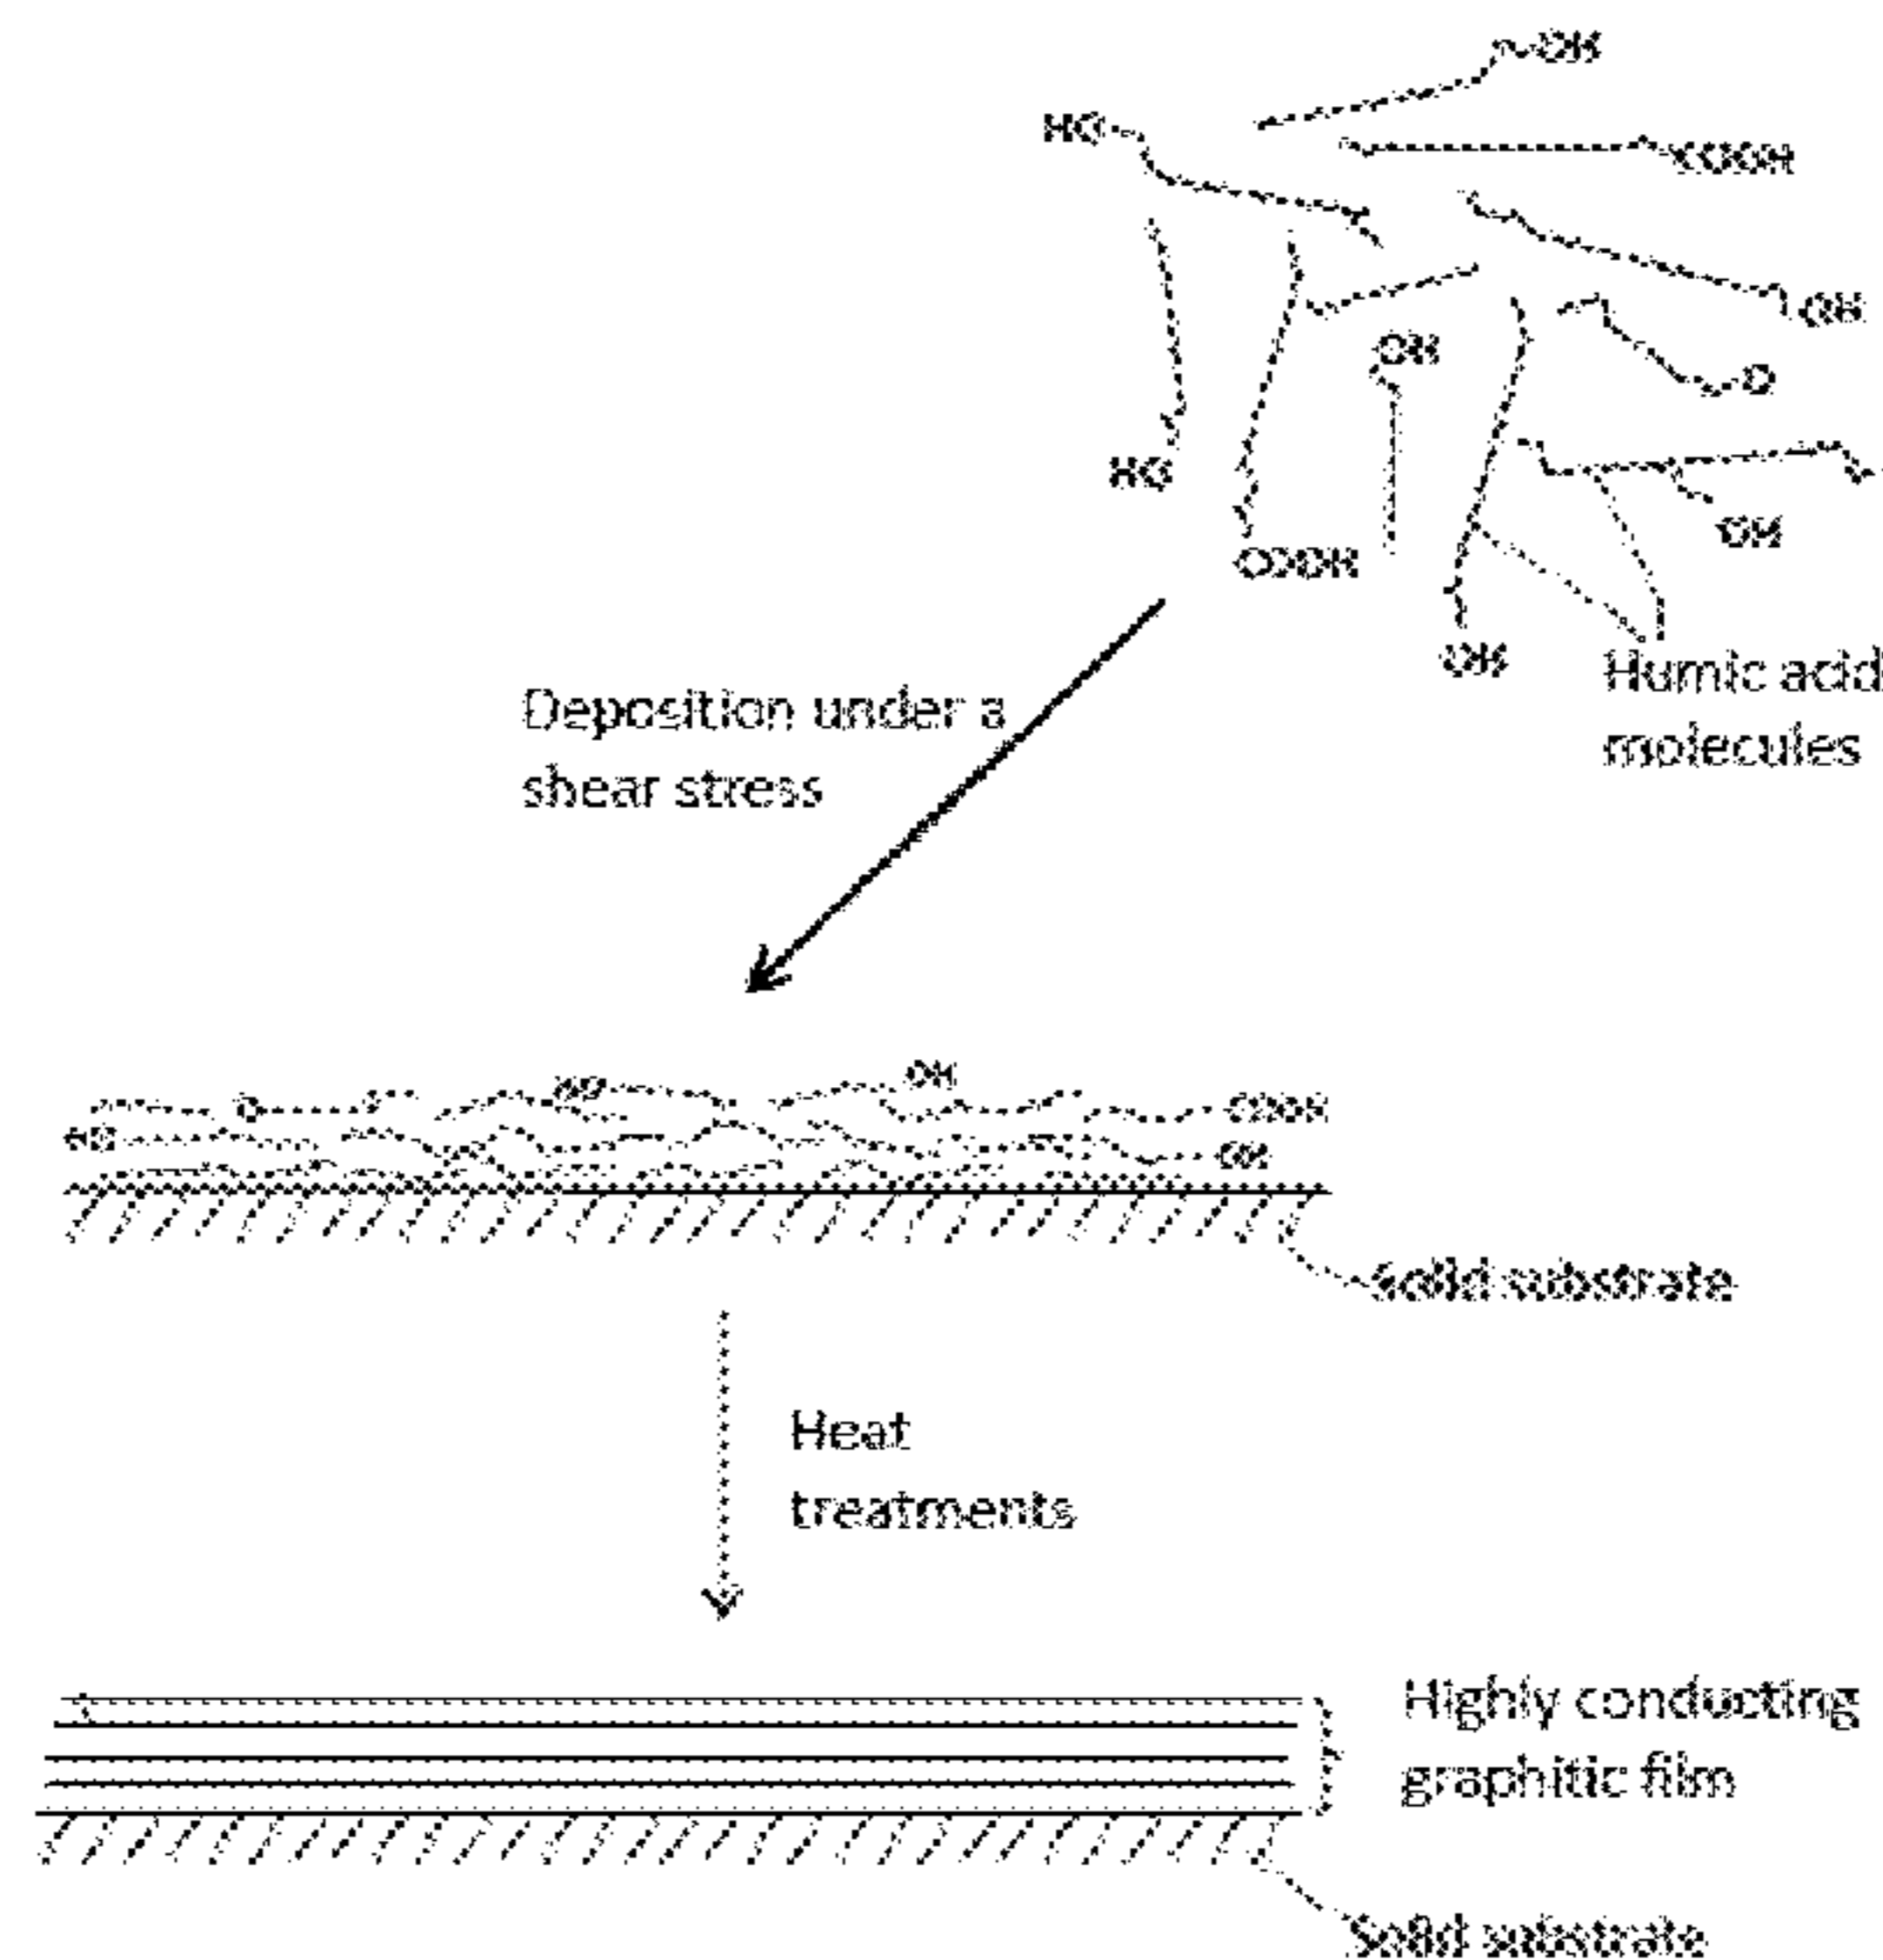 OH
HO
COOH
OH
OH
O
HO
OH
COOH
OH
Humic acid
molecules
Deposition under a
shear stress
HO
OH
O
COOH
HO
OH
Solid substrate
Heat
treatments
Highly conducting
graphitic film
Solid substrate